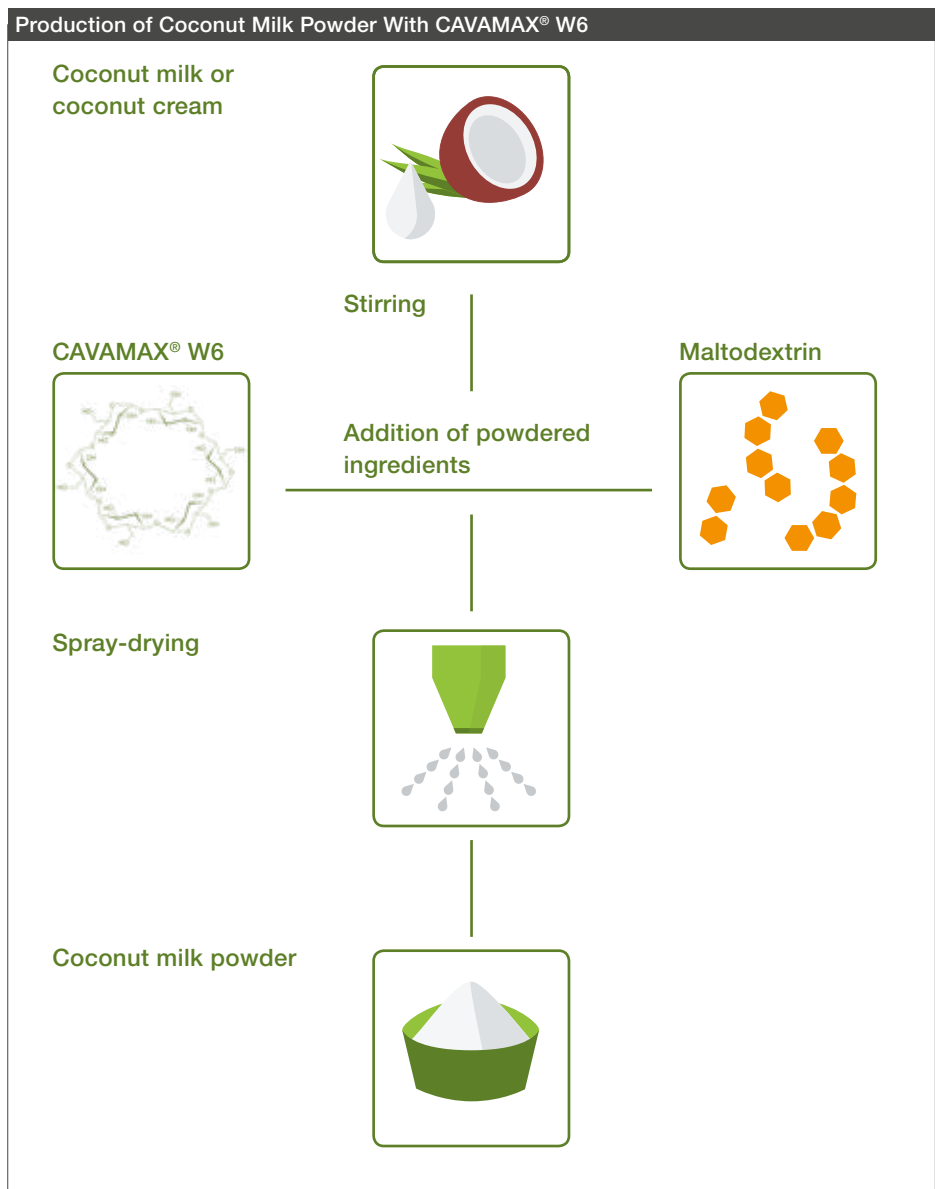 Production of Coconut Milk Powder With CAVAMAX® W6
Coconut milk or
coconut cream
Stirring
CAVAMAX® W6
Maltodextrin
Addition of powdered
ingredients
Spray-drying
Coconut milk powder